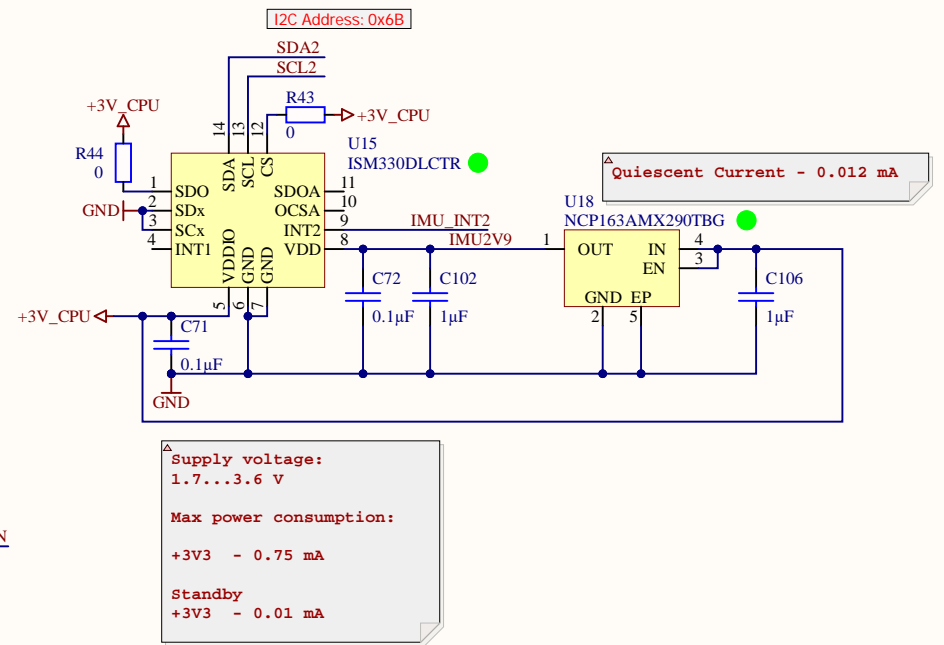 I2C Address: 0x6B
SDA2
SCL2
R43
+3V_CPU
0
+3V_CPU
R44
0
14
13
12
U15
ISM330DLCTR
SDA
SCL
CS
1
SDO
2
SDx
3
SCx
4
INT1
GND
SDOA
11
OCSA
10
INT2
9
VDD
8
VDDIO
GND
GND
5
6
7
IMU_INT2
IMU2V9
Quiescent Current - 0.012 mA
U18
NCP163AMX290TBG
1
OUT
IN
4
EN
3
GND
EP
2
5
C72
0.1µF
C102
1µF
C106
1µF
+3V_CPU
C71
0.1µF
GND
Supply voltage:
1.7...3.6 V
Max power consumption:
+3V3 - 0.75 mA
Standby
+3V3 - 0.01 mA
N